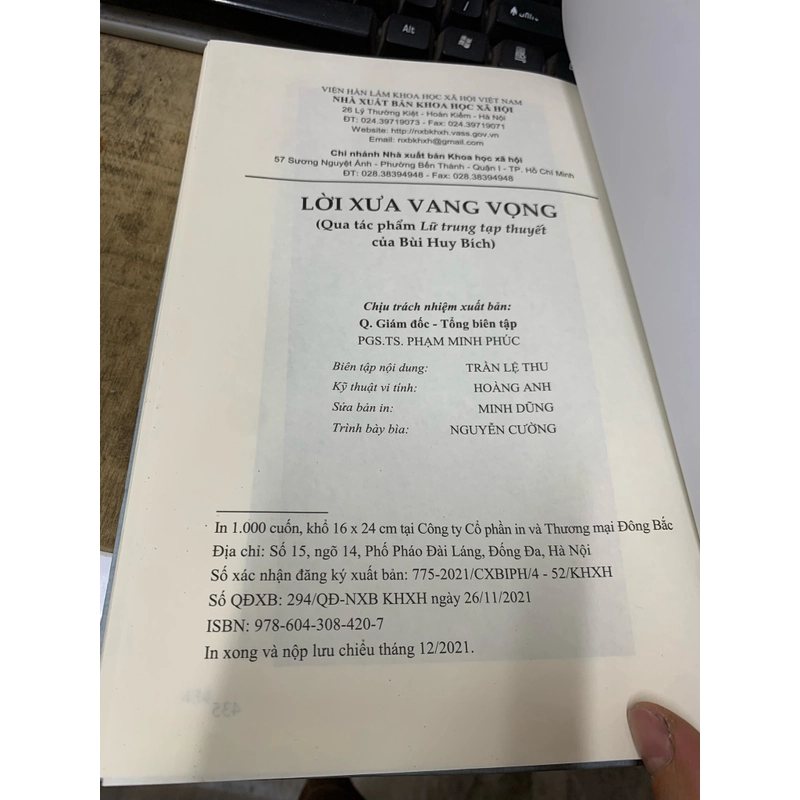 VIỆN HÀN LÂM KHOA HỌC XÃ HỘI VIỆT NAM
NHÀ XUẤT BẢN KHOA HỌC XÃ HỘI
26 Lý Thường Kiệt - Hoàn Kiếm - Hà Nội
ĐT: 024.39719073 - Fax: 024.39719071
Website: http://nxbkhxh.vass.gov.vn
Email: nxbkhxh@gmail.com
Chi nhánh Nhà xuất bản Khoa học xã hội
57 Sương Nguyệt Ánh - Phường Bến Thành - Quận I - TP. Hồ Chí Minh
ĐT: 028.38394948 - Fax: 028.38394948
LỜI XƯA VANG VỌNG
(Qua tác phẩm Lữ trung tạp thuyết
của Bùi Huy Bích)
Chịu trách nhiệm xuất bản:
Q. Giám đốc - Tổng biên tập
PGS.TS. PHẠM MINH PHÚC
Biên tập nội dung: TRẦN LỆ THU
Kỹ thuật vi tính: HOÀNG ANH
Sửa bản in: MINH DŨNG
Trình bày bìa: NGUYỄN CƯỜNG
In 1.000 cuốn, khổ 16 x 24 cm tại Công ty Cổ phần in và Thương mại Đông Bắc
Địa chỉ: Số 15, ngõ 14, Phố Pháo Đài Láng, Đống Đa, Hà Nội
Số xác nhận đăng ký xuất bản: 775-2021/CXBIPH/4 - 52/KHXH
Số QĐXB: 294/QĐ-NXB KHXH ngày 26/11/2021
ISBN: 978-604-308-420-7
In xong và nộp lưu chiểu tháng 12/2021.
Alt
Alt